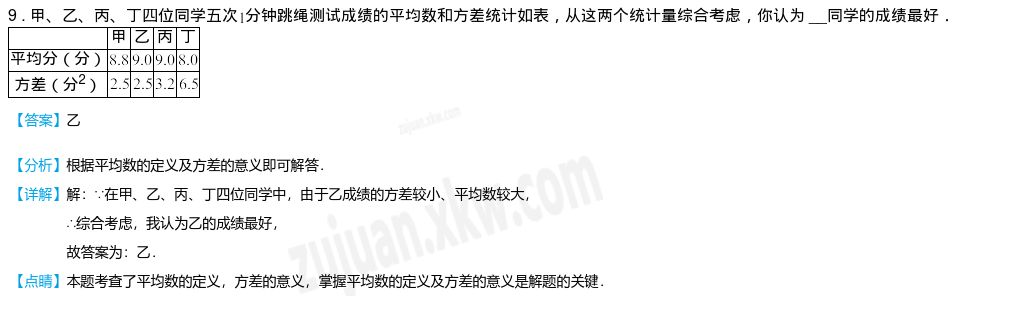 9．甲、乙、丙、丁四位同学五次1分钟跳绳测试成绩的平均数和方差统计如表，从这两个统计量综合考虑，你认为 __同学的成绩最好．
甲 乙 丙 丁
平均分（分） 8.8 9.0 9.0 8.0
方差（分2） 2.5 2.5 3.2 6.5
【答案】乙
【分析】根据平均数的定义及方差的意义即可解答．
【详解】解：∵在甲、乙、丙、丁四位同学中，由于乙成绩的方差较小、平均数较大，
∴综合考虑，我认为乙的成绩最好，
故答案为：乙．
【点睛】本题考查了平均数的定义，方差的意义，掌握平均数的定义及方差的意义是解题的关键．
zujuan.xkw.com
zujuan.xkw.com